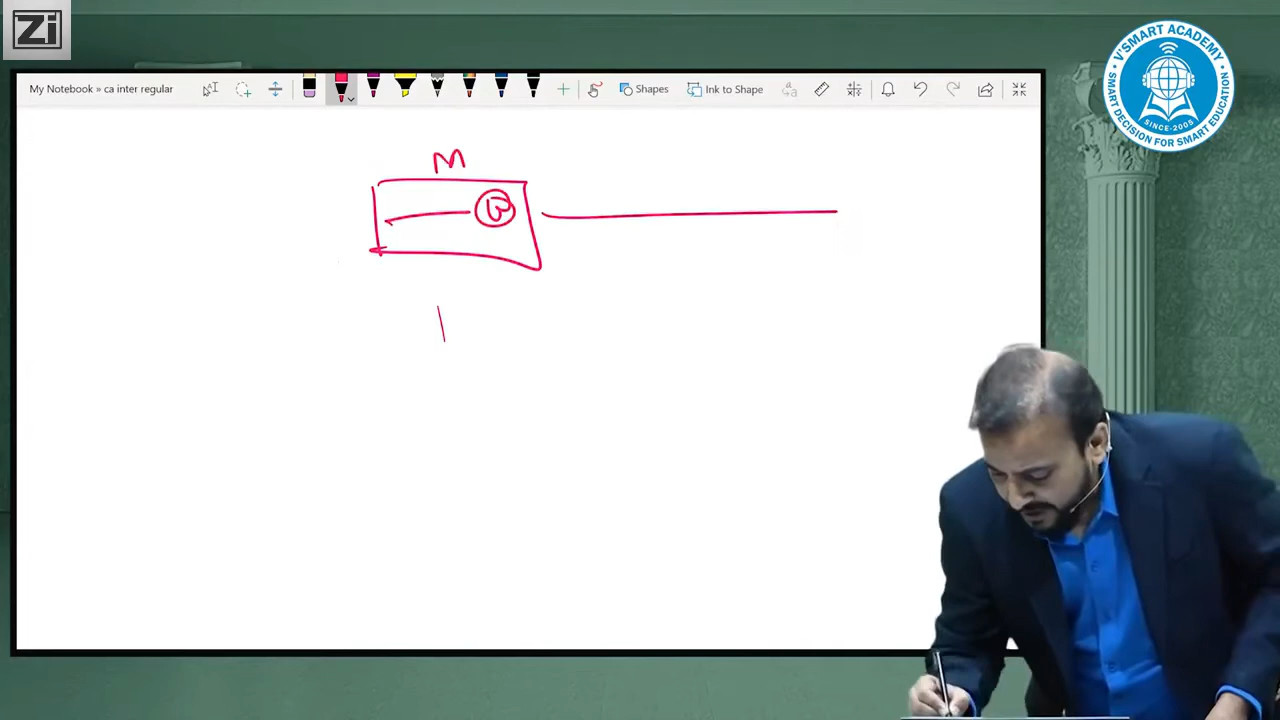 Zi
My Notebook » ca inter regular
Shapes
Ink to Shape
M
V'SMART ACADEMY
SMART DECISION FOR SMART EDUCATION
SINCE-2005